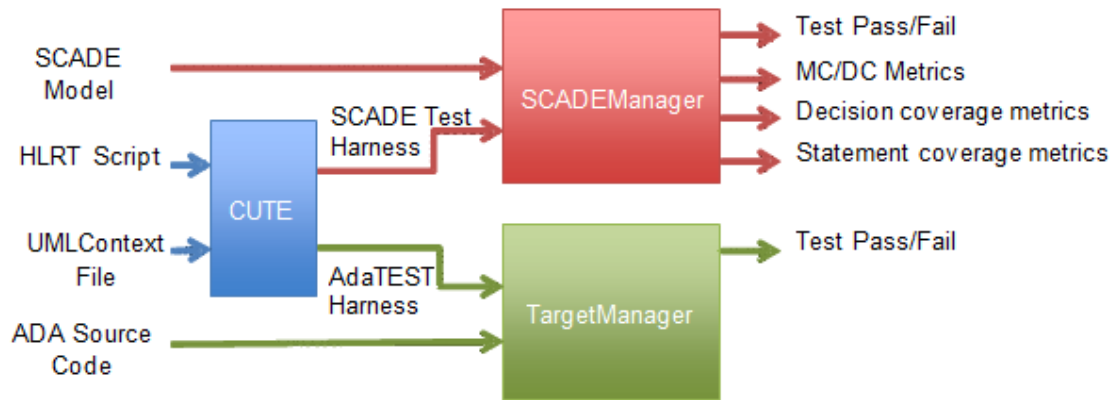 SCADE
Model
HLRT Script
UMLContext
File
ADA Source
Code
CUTE
SCADE Test
Harness
AdaTEST
Harness
SCADEManager
TargetManager
Test Pass/Fail
MC/DC Metrics
Decision coverage metrics
Statement coverage metrics
Test Pass/Fail